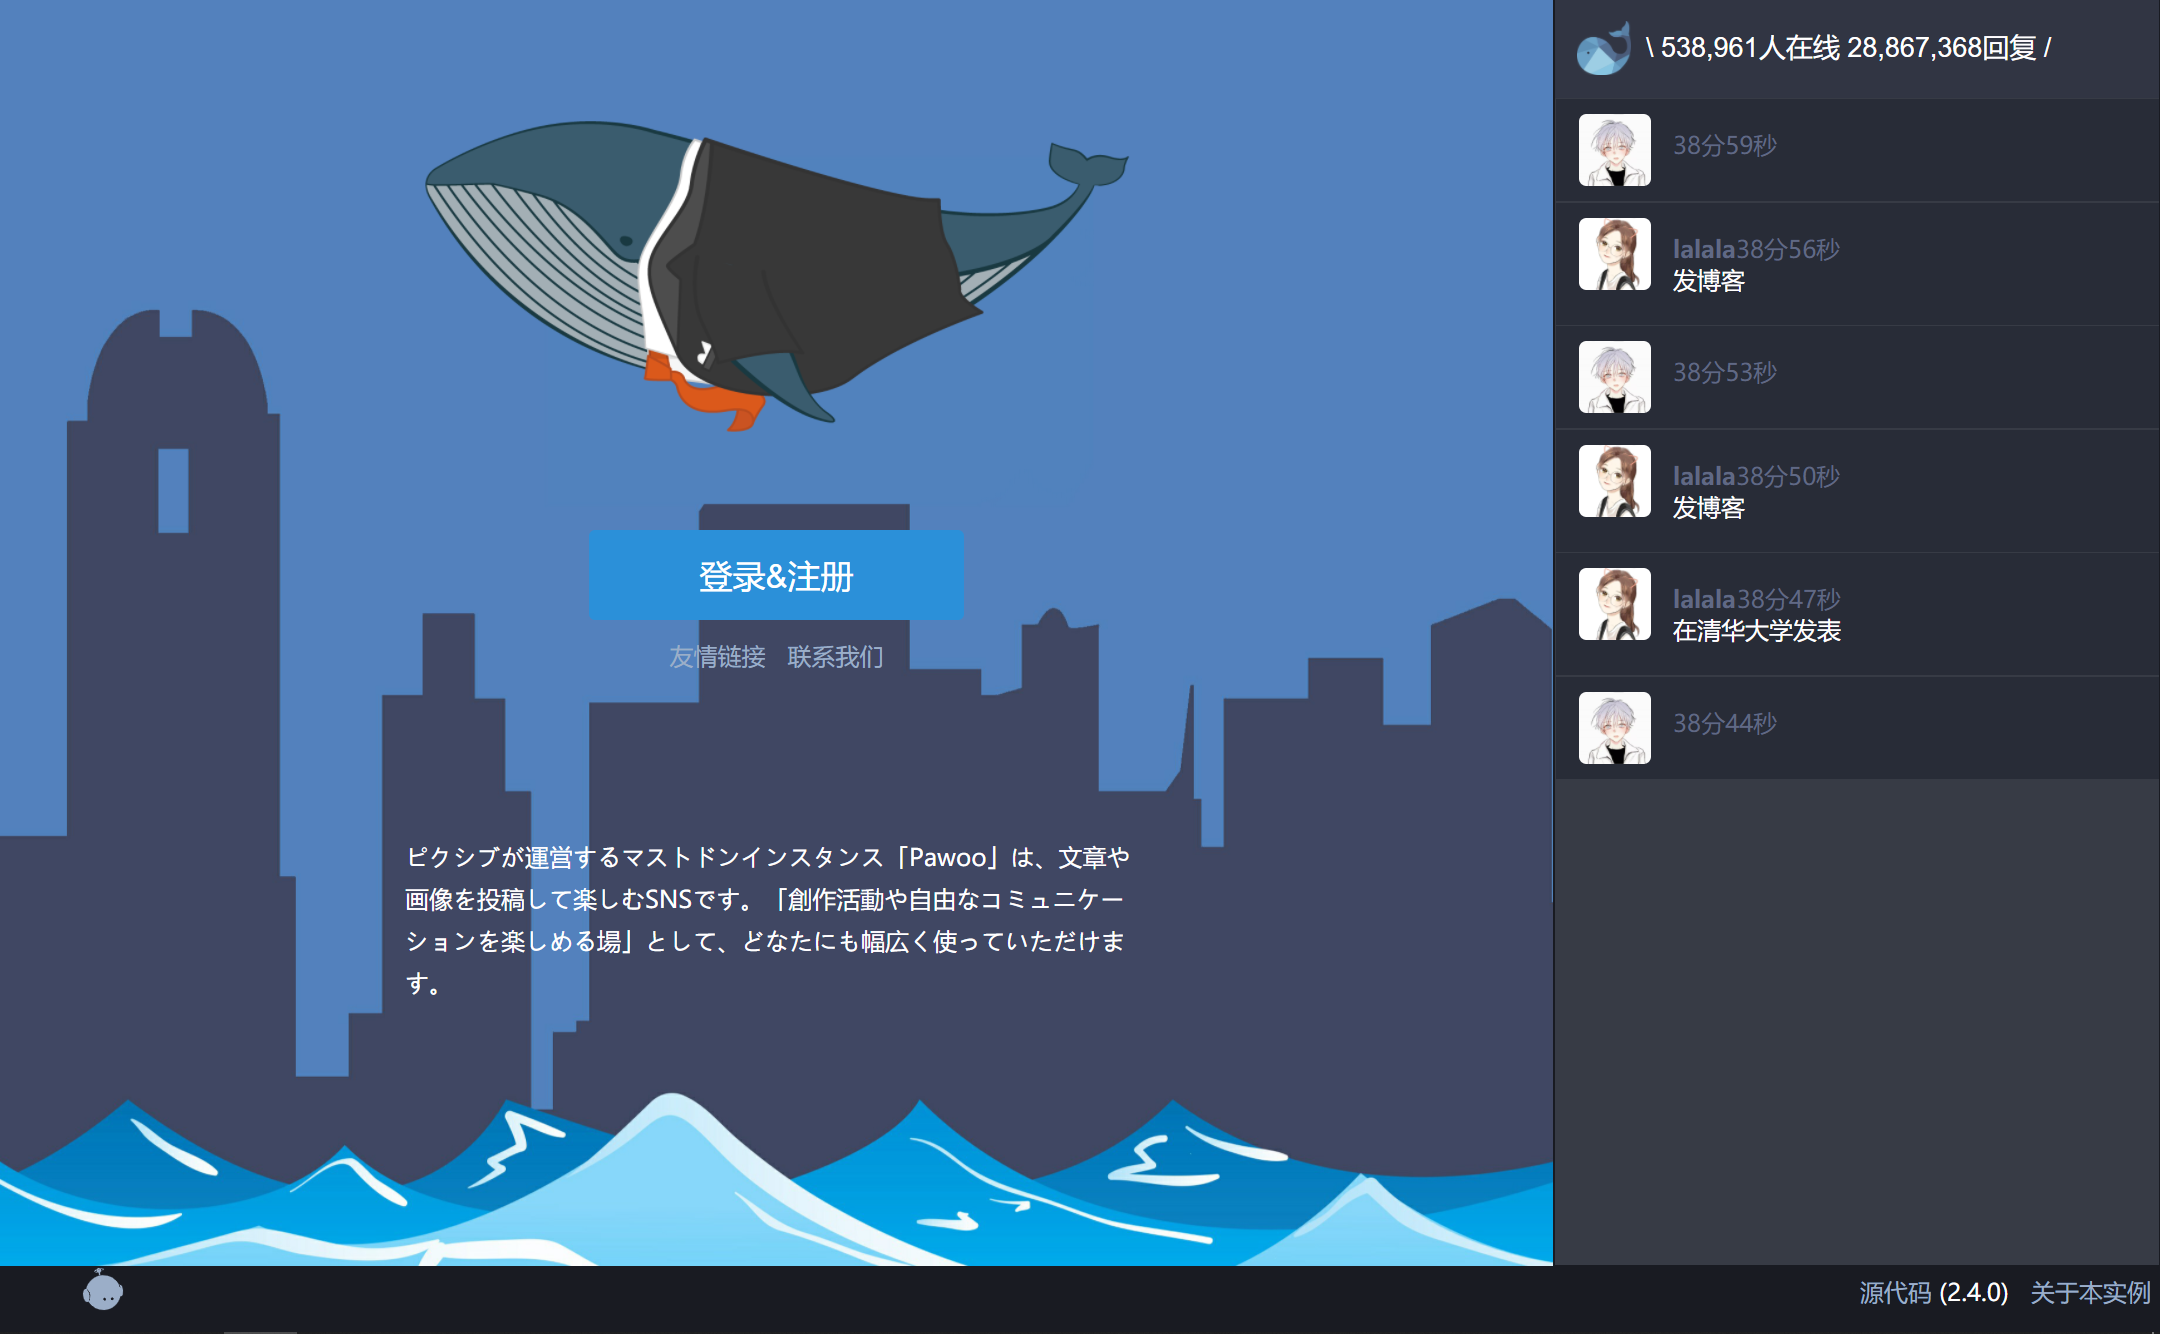 \ 538,961人在线 28,867,368回复 /
38分59秒
lalala38分56秒
发博客
38分53秒
lalala38分50秒
发博客
lalala38分47秒
在清华大学发表
38分44秒
登录&注册
友情链接 联系我们
ピクシブが運営するマストドンインスタンス「Pawoo」は、文章や
画像を投稿して楽しむSNSです。「創作活動や自由なコミュニケー
ションを楽しめる場」として、どなたにも幅広く使っていただけま
す。
源代码 (2.4.0) 关于本实例